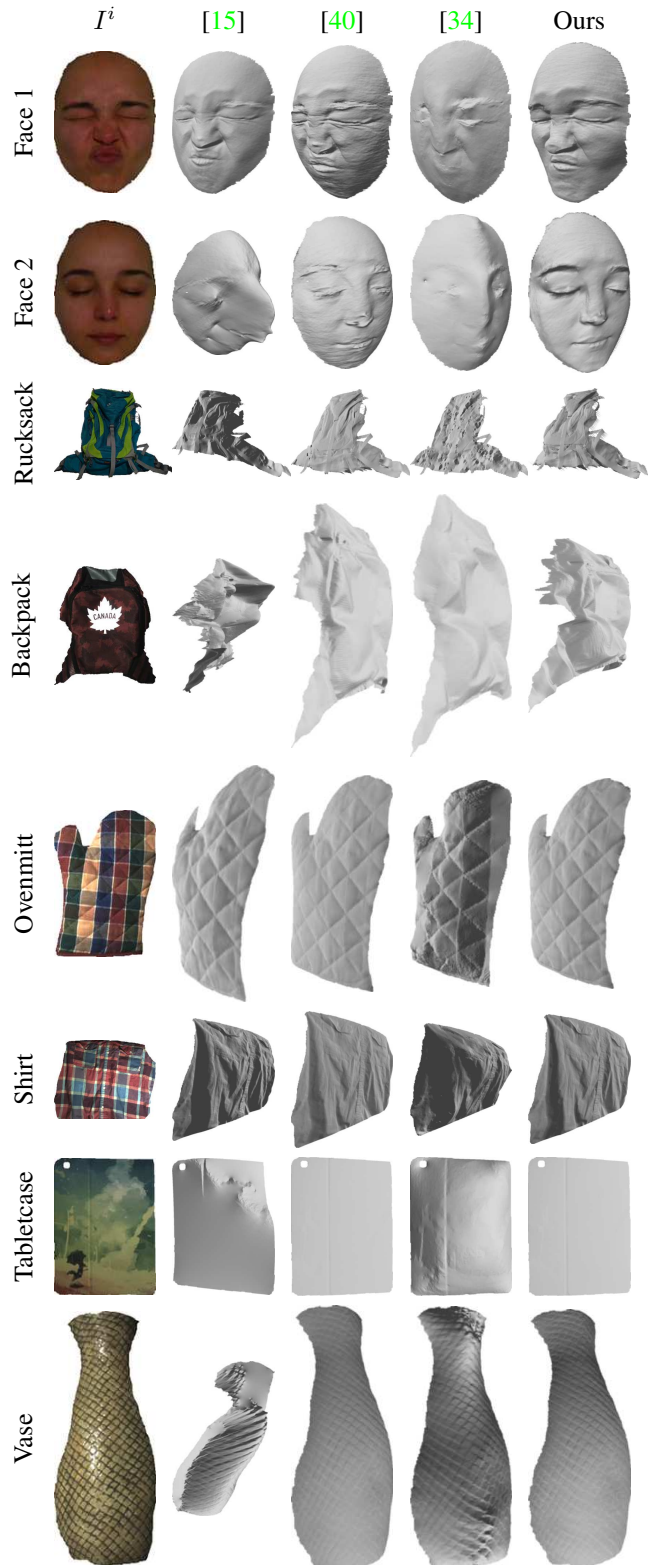 I^i [15] [40] [34] Ours
Face 1
Face 2
Rucksack
Backpack
CANADA
Ovenmitt
Shirt
Tabletcase
Vase